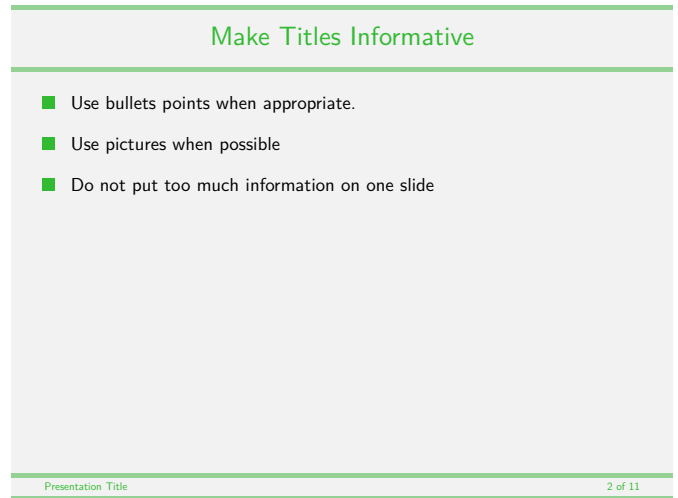 Make Titles Informative
Use bullets points when appropriate.
Use pictures when possible
Do not put too much information on one slide
Presentation Title
2 of 11